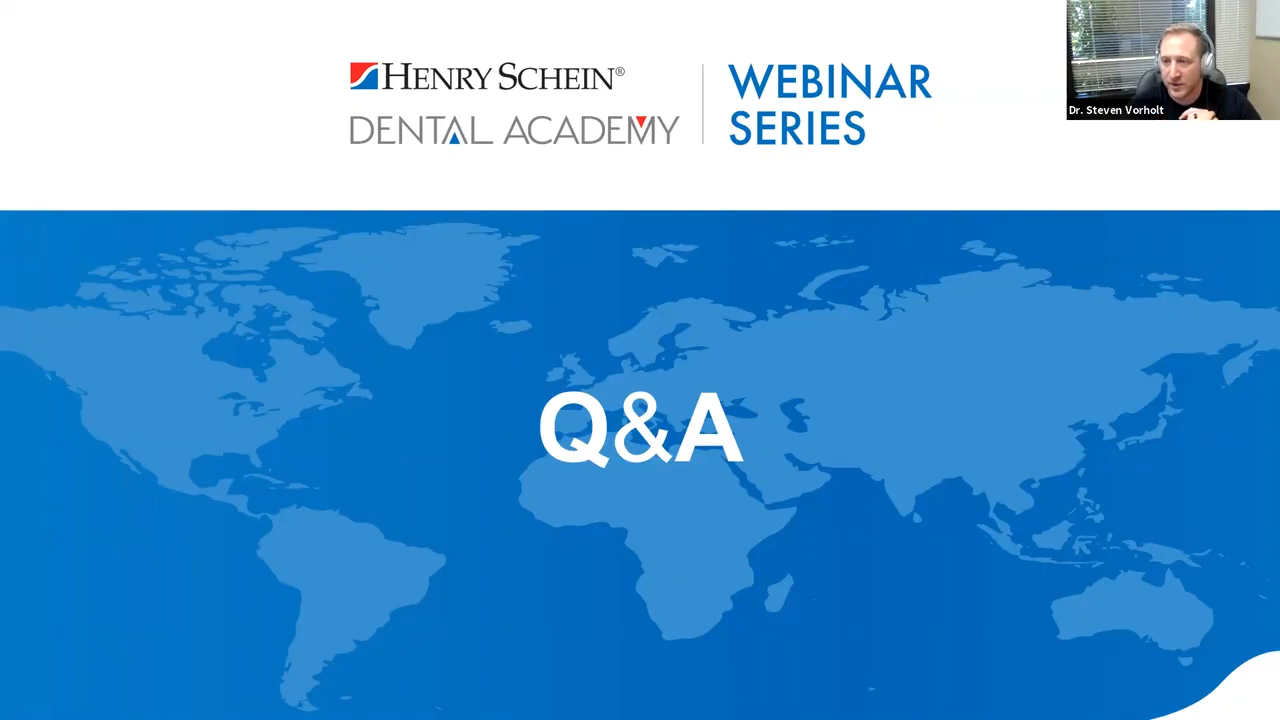 HENRY SCHEIN®
DENTAL ACADEMY
WEBINAR
SERIES
Dr. Steven Vorholt
Q&A